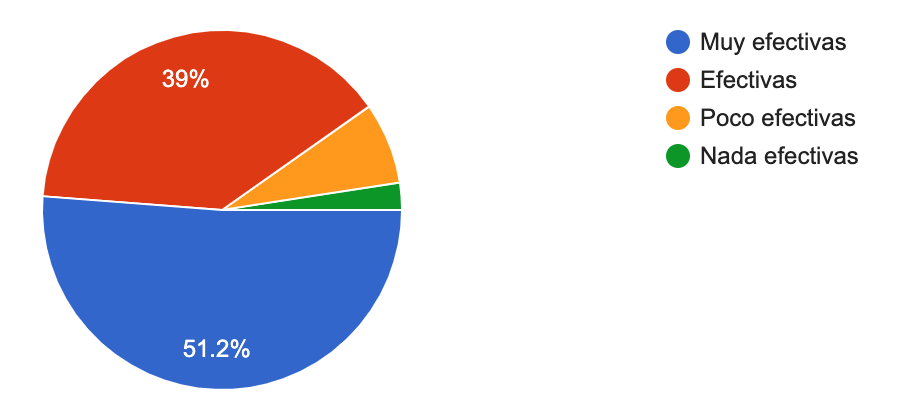 39%
51.2%
Muy efectivas
Efectivas
Poco efectivas
Nada efectivas